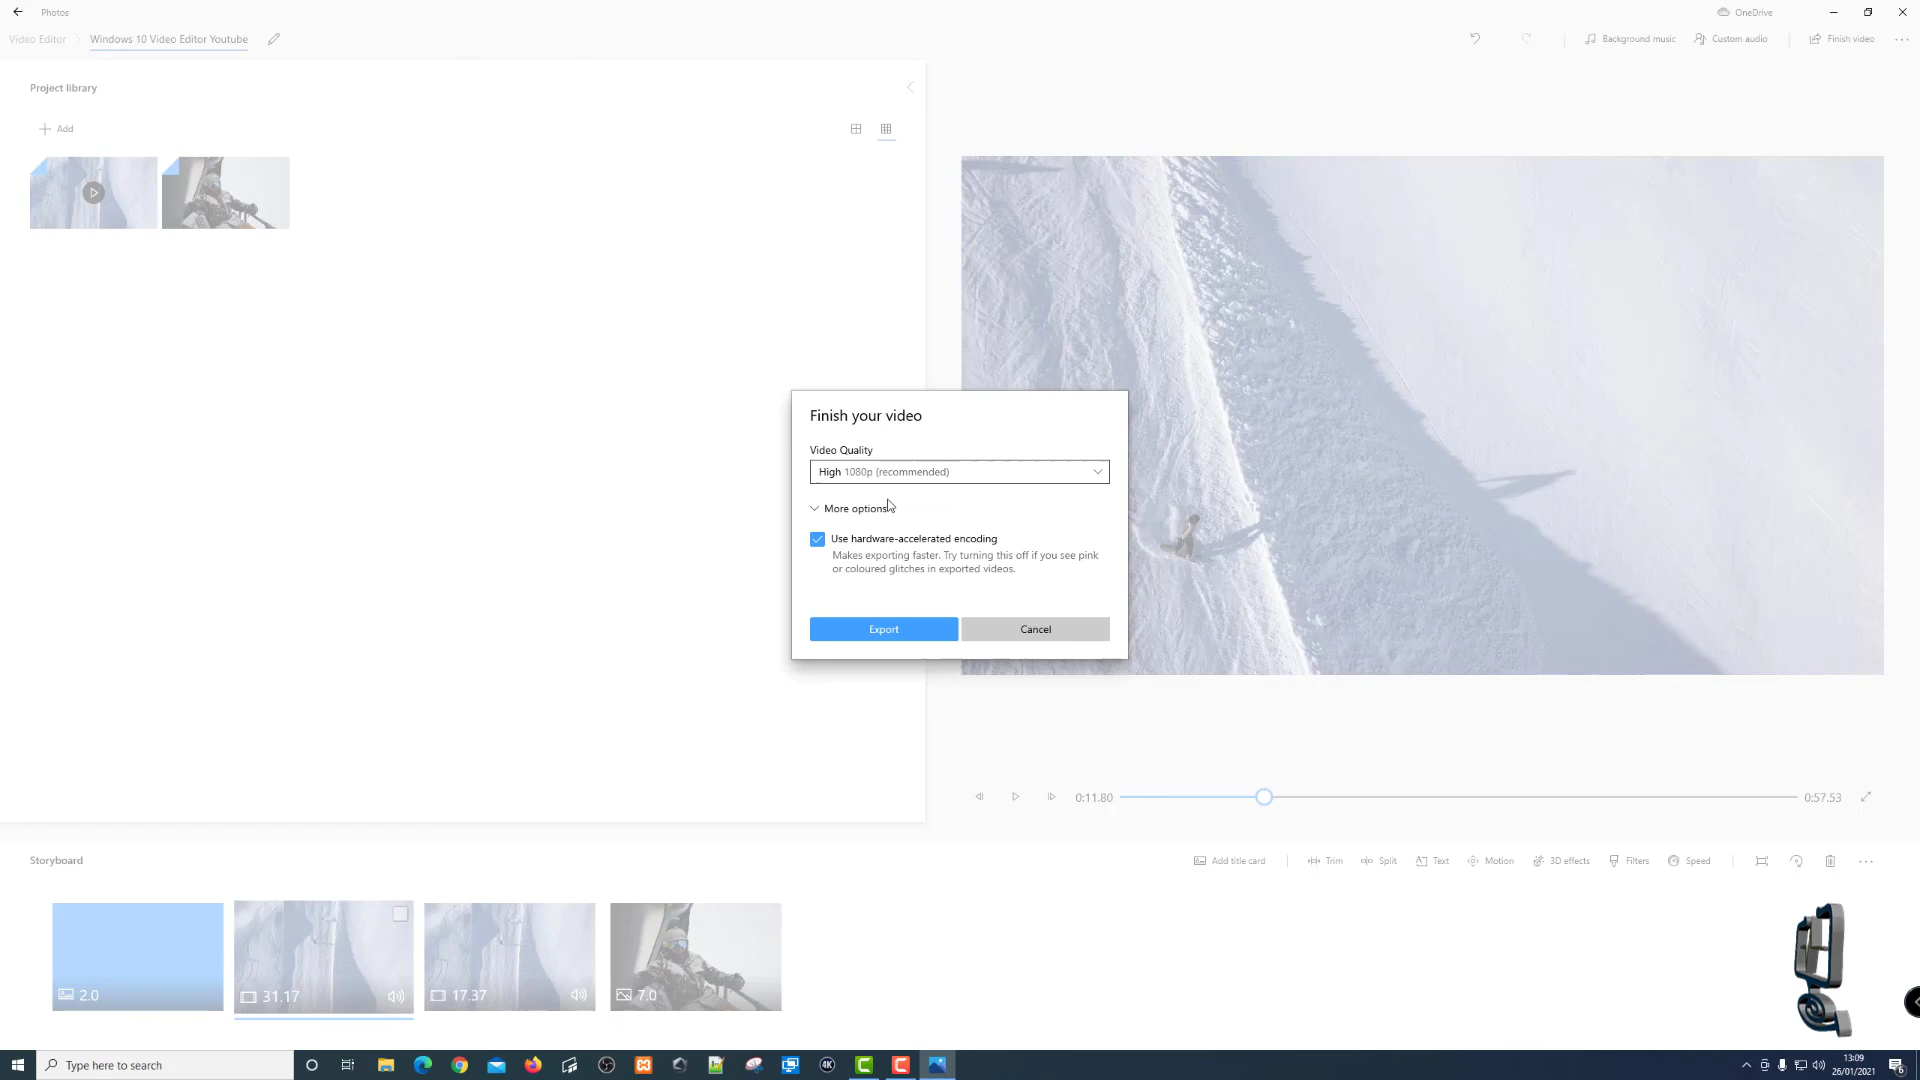 Photos
OneDrive
Video Editor
Windows 10 Video Editor Youtube
Background music
Custom audio
Finish video
Project library
Add
Finish your video
Video Quality
High 1080p (recommended)
More options
Use hardware-accelerated encoding
Makes exporting faster. Try turning this off if you see pink
or coloured glitches in exported videos.
Export
Cancel
0:11.80
0:57.53
Storyboard
Add title card
Trim
Split
Text
Motion
3D effects
Filters
Speed
2.0
31.17
17.37
7.0
Type here to search
4K
13:09
26/01/2021
6